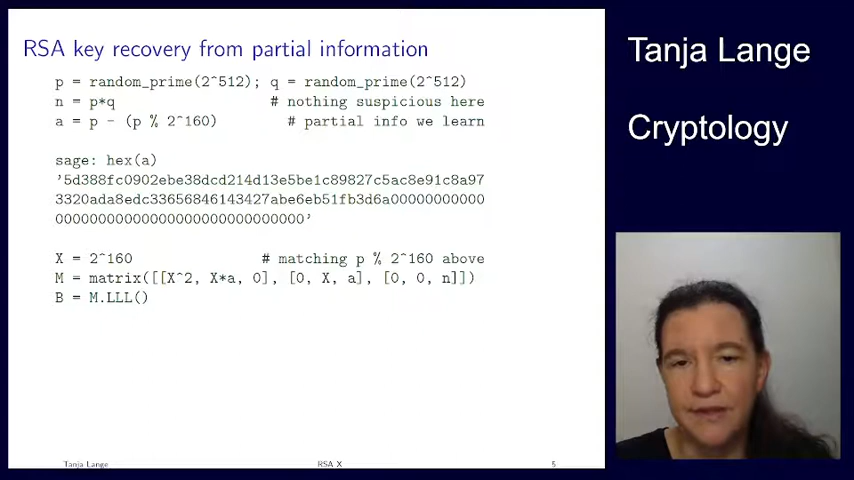 RSA key recovery from partial information
p = random_prime(2^512); q = random_prime(2^512)
n = p*q # nothing suspicious here
a = p - (p % 2^160) # partial info we learn
sage: hex(a)
'5d388fc0902ebe38dcd214d13e5be1c89827c5ac8e91c8a97
3320ada8edc33656846143427abe6eb51fb3d6a00000000000
000000000000000000000000000000'
X = 2^160 # matching p % 2^160 above
M = matrix([[X^2, X*a, 0], [0, X, a], [0, 0, n]])
B = M.LLL()
Tanja Lange RSA X 5
Tanja Lange
Cryptology